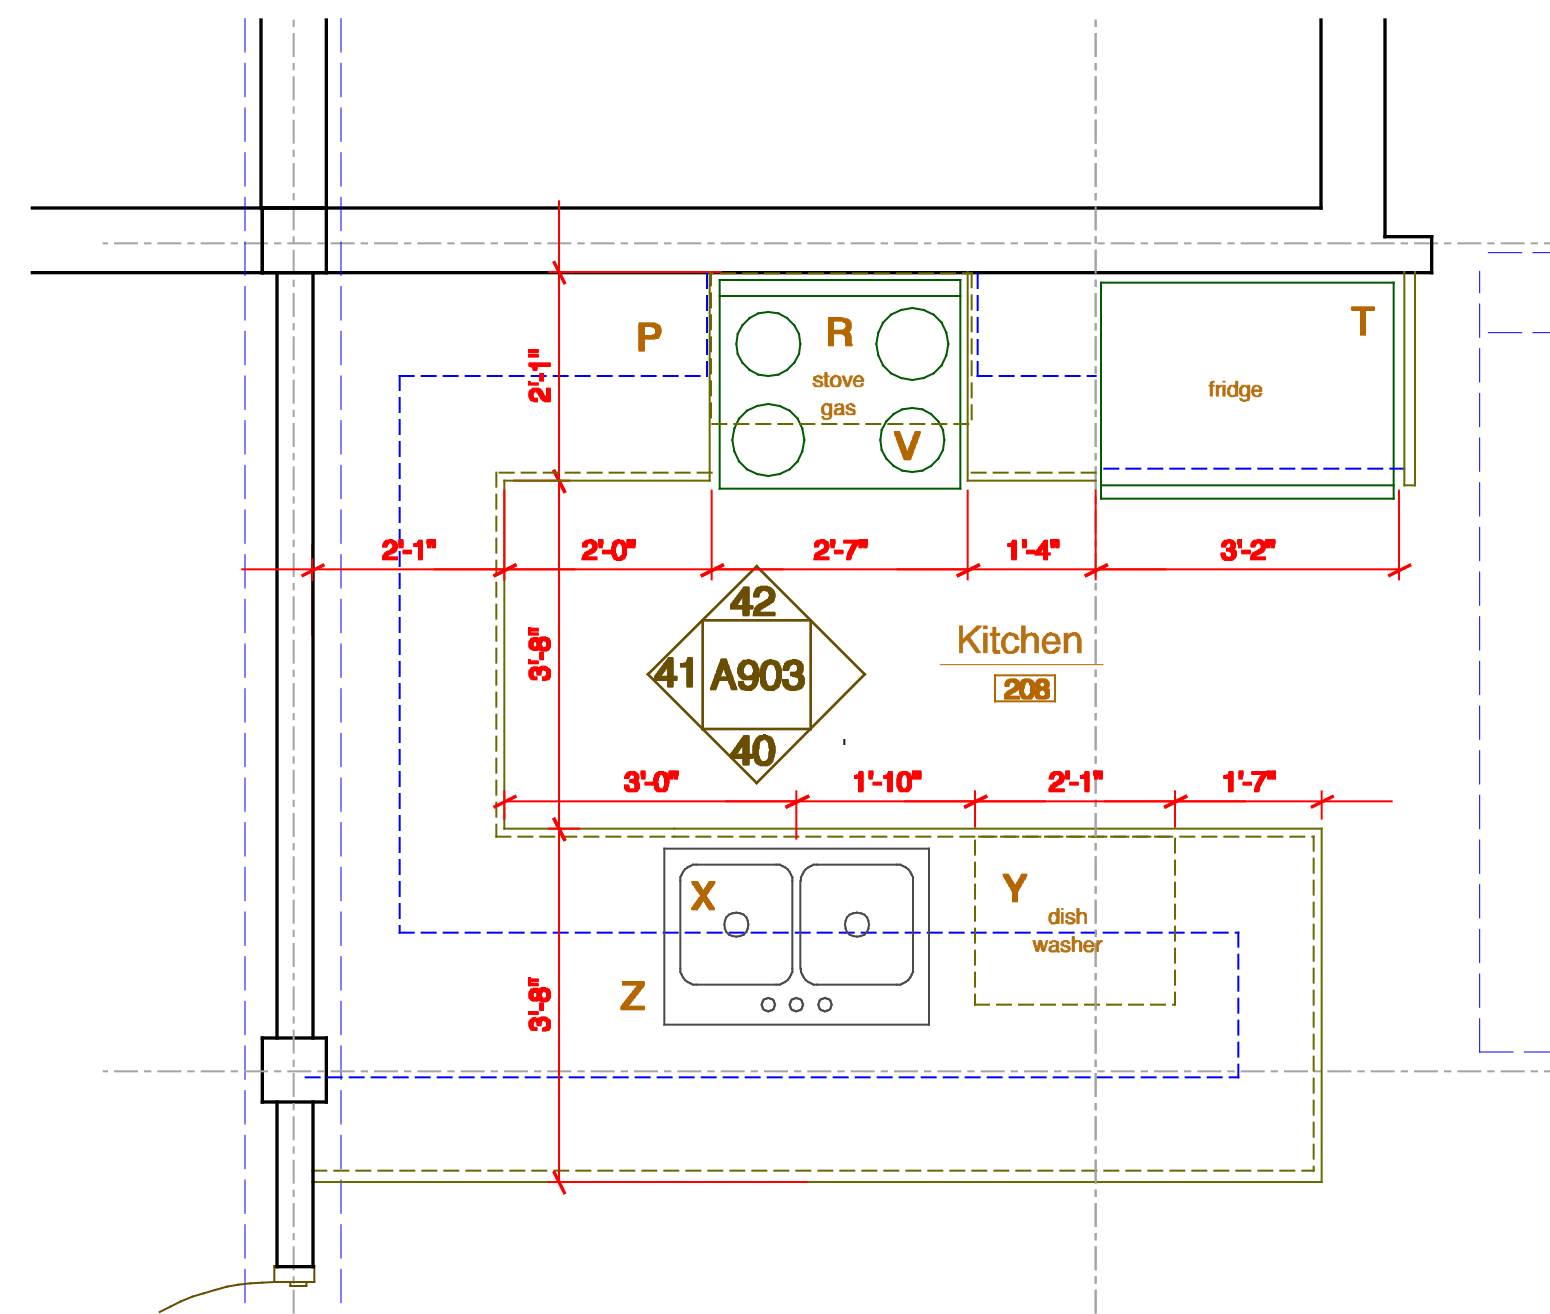 P
R
T
stove
gas
fridge
V
2'-1"
2'-1"
2'-0"
2'-7"
1'-4"
3'-2"
42
41
A903
40
3'-8"
Kitchen
208
3'-0"
1'-10"
2'-1"
1'-7"
X
Y
dish
washer
Z
3'-8"